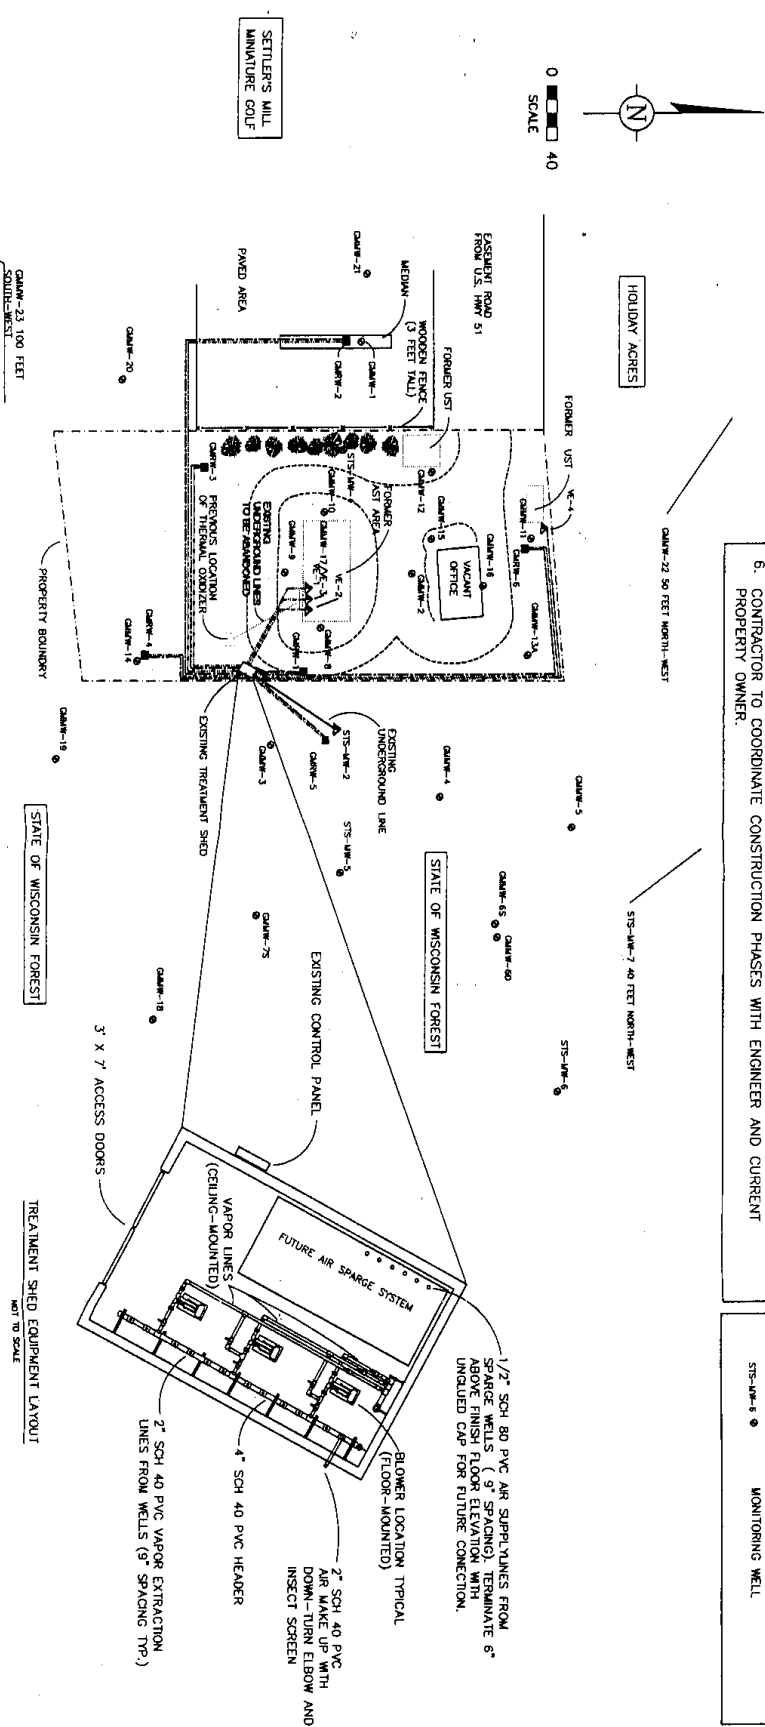 6. CONTRACTOR TO COORDINATE CONSTRUCTION PHASES WITH ENGINEER AND CURRENT
PROPERTY OWNER.
STS-MW-6
MONITORING WELL
N
0 40
SCALE
SETTLER'S MILL
MINIATURE GOLF
HOLIDAY ACRES
EASEMENT ROAD
FROM U.S. HWY 51
GMMW-21
MEDIAN
PAVED AREA
GMMW-23 100 FEET
SOUTH-WEST
GMMW-20
GMMW-1
GMRW-2
WOODEN FENCE
(3 FEET TALL)
FORMER UST
FORMER UST
VE-4
GMMW-22 50 FEET NORTH-WEST
GMMW-11
GMRW-6
GMMW-13A
GMMW-12
GMMW-15
GMMW-16
VACANT
OFFICE
GMMW-2
FORMER
AST AREA
GMMW-10
GMMW-17
VE-3
VE-2
VE-1
GMMW-9
GMMW-8
GMRW-1
EXISTING
UNDERGROUND LINES
TO BE ABANDONED
PREVIOUS LOCATION
OF THERMAL OXIDIZER
GMRW-3
GMRW-4
GMMW-14
PROPERTY BOUNDRY
GMMW-19
EXISTING TREATMENT SHED
GMMW-3
GMRW-5
STS-MW-2
EXISTING
UNDERGROUND LINE
STS-MW-5
GMMW-4
GMMW-5
GMMW-6S
GMMW-6D
STS-MW-7 40 FEET NORTH-WEST
STS-MW-6
GMMW-7S
GMMW-18
STATE OF WISCONSIN FOREST
STATE OF WISCONSIN FOREST
EXISTING CONTROL PANEL
3' X 7' ACCESS DOORS
VAPOR LINES
(CEILING-MOUNTED)
FUTURE AIR SPARGE SYSTEM
1/2" SCH 80 PVC AIR SUPPLYLINES FROM
SPARGE WELLS ( 9" SPACING). TERMINATE 6"
ABOVE FINISH FLOOR ELEVATION WITH
UNGLUED CAP FOR FUTURE CONECTION.
BLOWER LOCATION TYPICAL
(FLOOR-MOUNTED)
2" SCH 40 PVC
AIR MAKE UP WITH
DOWN-TURN ELBOW AND
INSECT SCREEN
4" SCH 40 PVC HEADER
2" SCH 40 PVC VAPOR EXTRACTION
LINES FROM WELLS (9" SPACING TYP.)
TREATMENT SHED EQUIPMENT LAYOUT
NOT TO SCALE